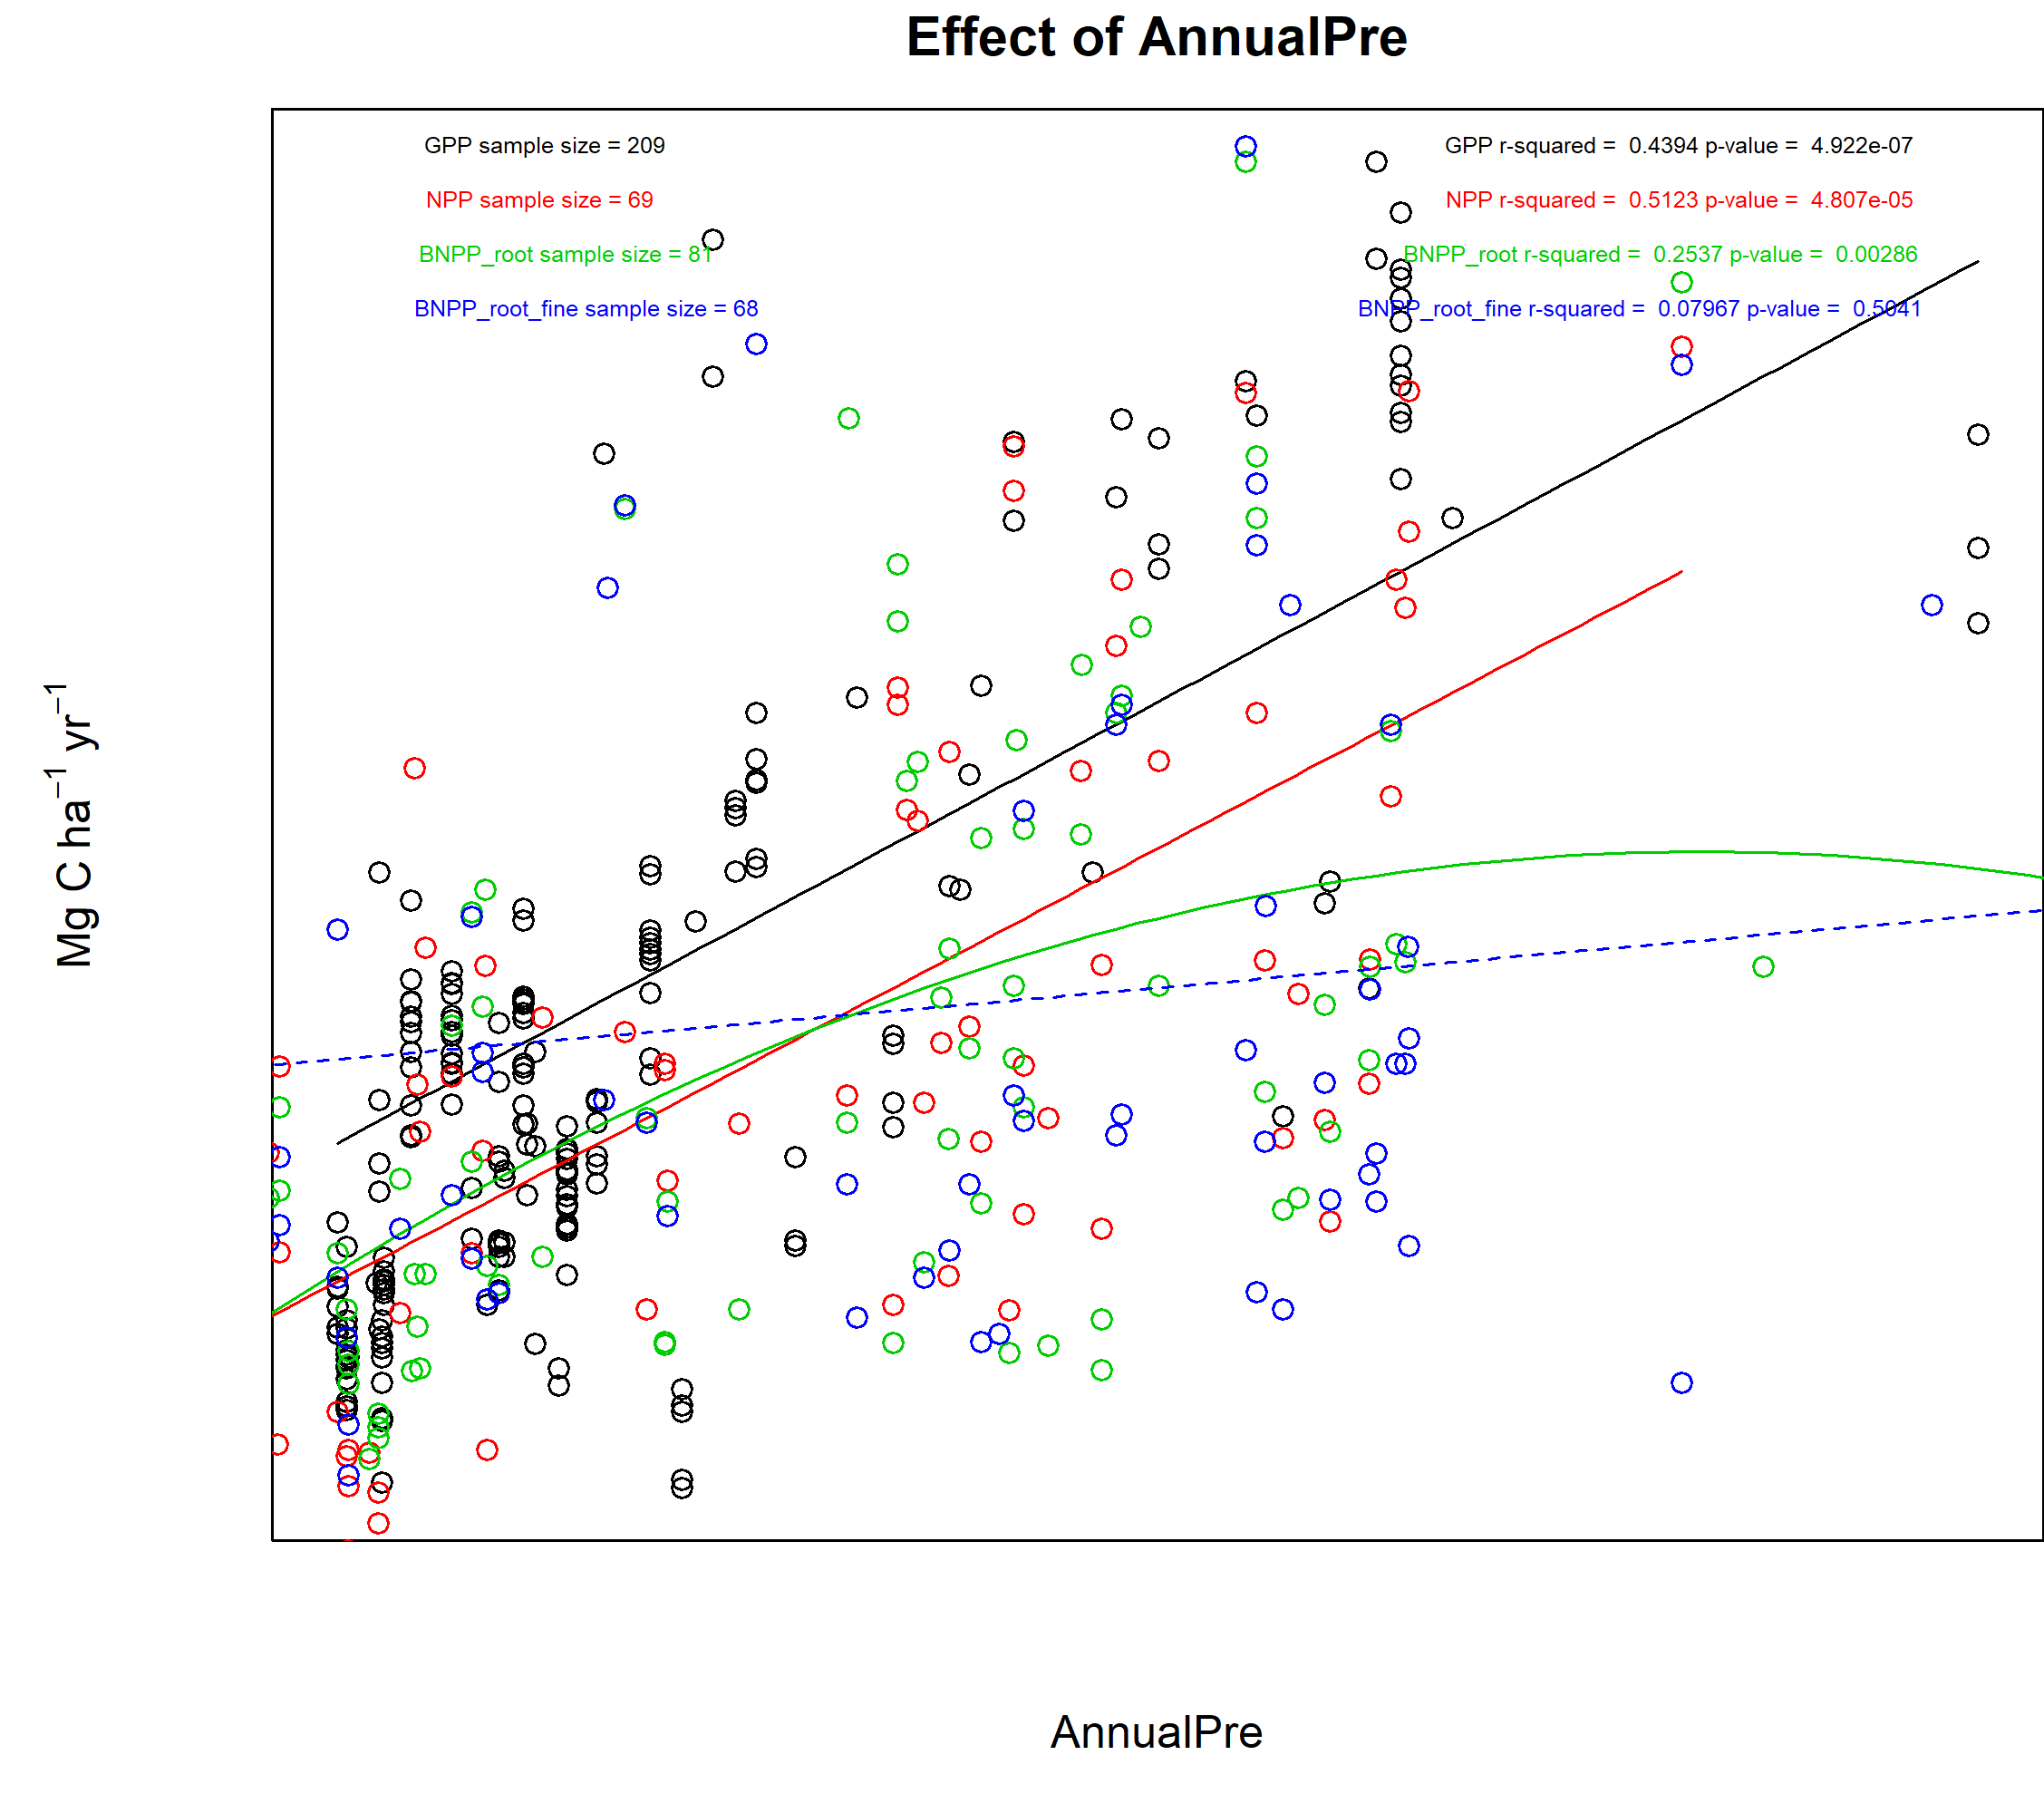 Effect of AnnualPre
GPP sample size = 209
NPP sample size = 69
BNPP_root sample size = 81
BNPP_root_fine sample size = 68
GPP r-squared = 0.4394 p-value = 4.922e-07
NPP r-squared = 0.5123 p-value = 4.807e-05
BNPP_root r-squared = 0.2537 p-value = 0.00286
BNPP_root_fine r-squared = 0.07967 p-value = 0.5041
Mg C ha⁻¹ yr⁻¹
AnnualPre